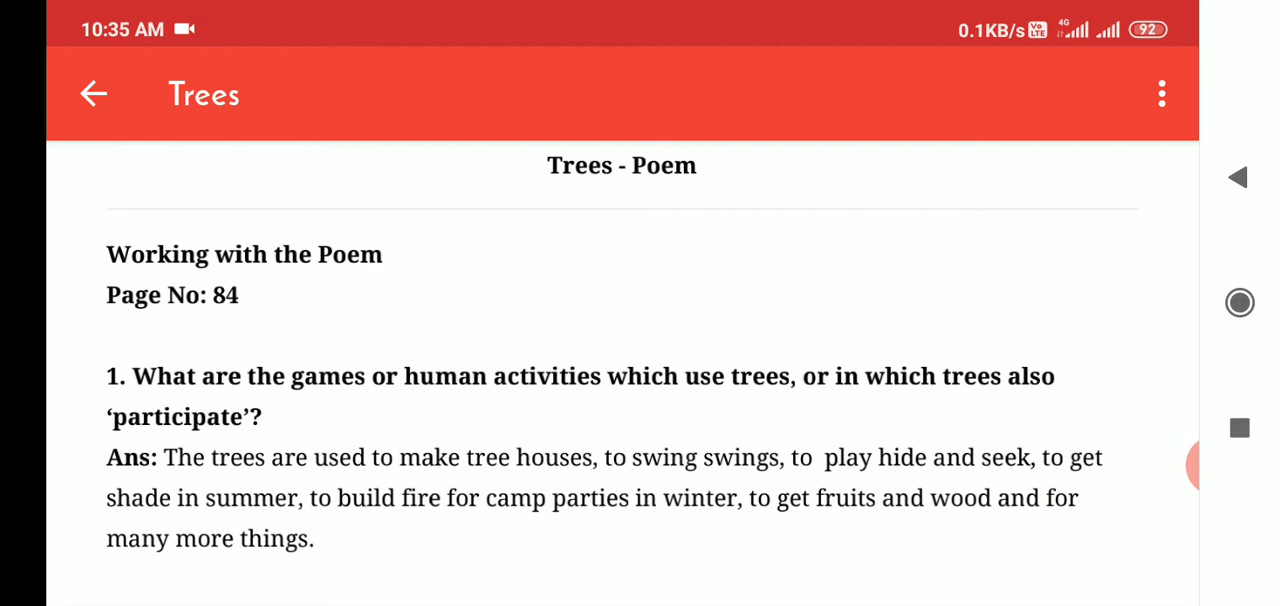 10:35 AM 0.1KB/s Vo LTE 4G 92
Trees
Trees - Poem
Working with the Poem
Page No: 84
1. What are the games or human activities which use trees, or in which trees also
‘participate’?
Ans: The trees are used to make tree houses, to swing swings, to play hide and seek, to get
shade in summer, to build fire for camp parties in winter, to get fruits and wood and for
many more things.